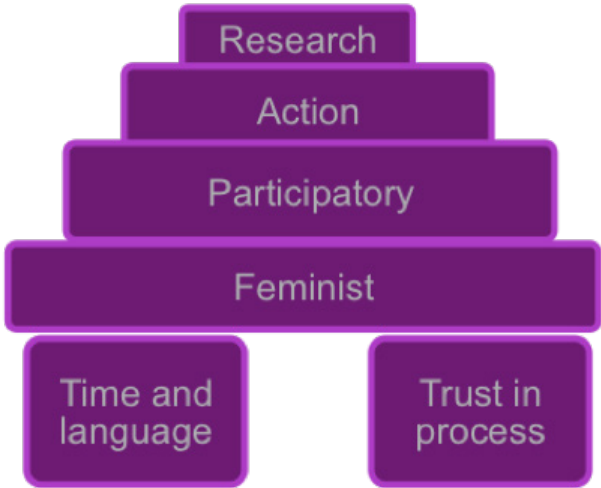 Research
Action
Participatory
Feminist
Time and
language
Trust in
process